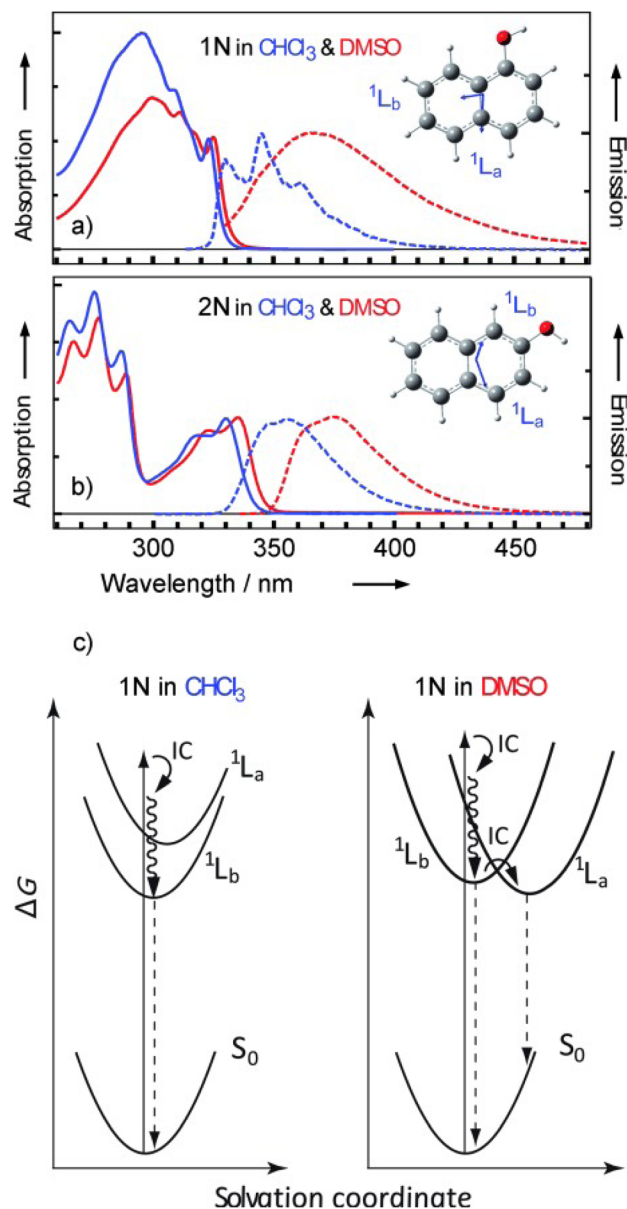 1N in CHCl3 & DMSO
1Lb
1La
Absorption
Emission
a)
2N in CHCl3 & DMSO
1Lb
1La
Absorption
Emission
b)
300 350 400 450
Wavelength / nm
c)
1N in CHCl3
1N in DMSO
IC
1La
1Lb
S0
IC
IC
1Lb
1La
S0
ΔG
Solvation coordinate